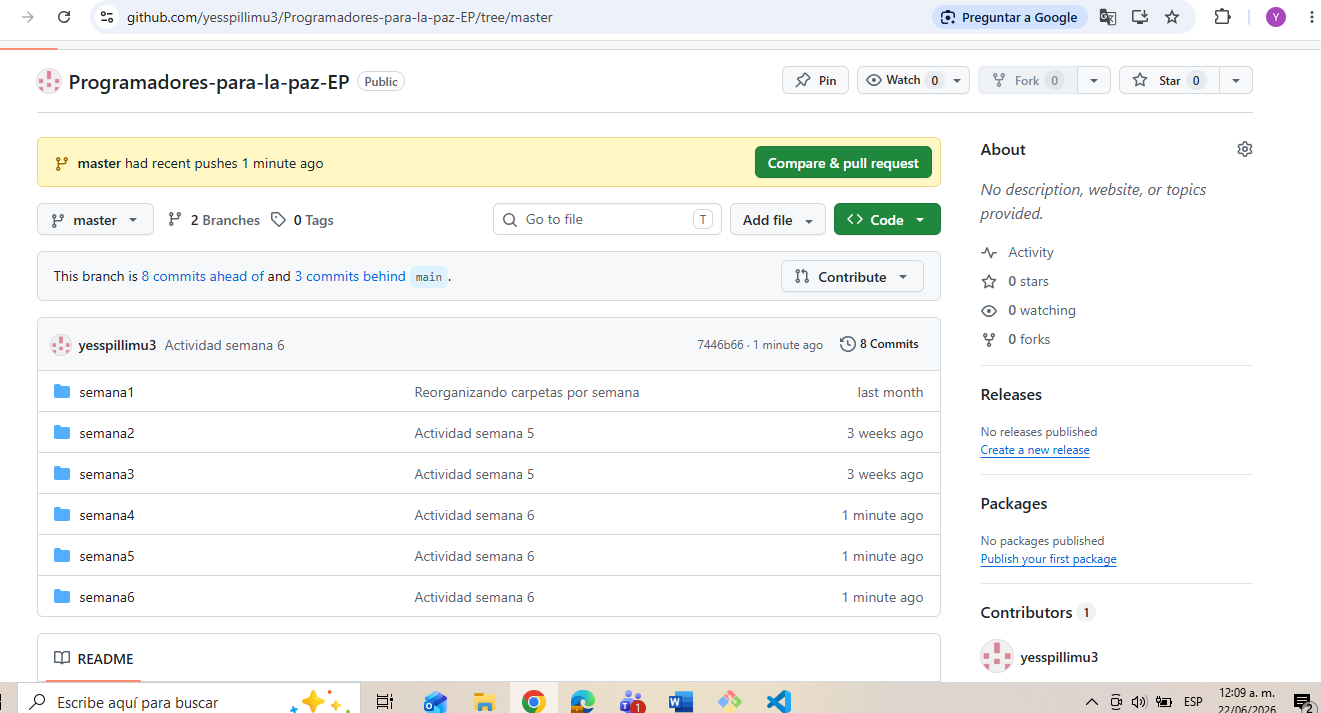 github.com/yesspillimu3/Programadores-para-la-paz-EP/tree/master
Preguntar a Google
Y
Programadores-para-la-paz-EP Public
Pin
Watch 0
Fork 0
Star 0
master had recent pushes 1 minute ago
Compare & pull request
master
2 Branches
0 Tags
Go to file
T
Add file
Code
This branch is 8 commits ahead of and 3 commits behind main .
Contribute
yesspillimu3 Actividad semana 6
7446b66 · 1 minute ago
8 Commits
semana1 Reorganizando carpetas por semana last month
semana2 Actividad semana 5 3 weeks ago
semana3 Actividad semana 5 3 weeks ago
semana4 Actividad semana 6 1 minute ago
semana5 Actividad semana 6 1 minute ago
semana6 Actividad semana 6 1 minute ago
README
About
No description, website, or topics
provided.
Activity
0 stars
0 watching
0 forks
Releases
No releases published
Create a new release
Packages
No packages published
Publish your first package
Contributors 1
yesspillimu3
Escribe aquí para buscar
1
ESP
12:09 a. m.
22/06/2026
2